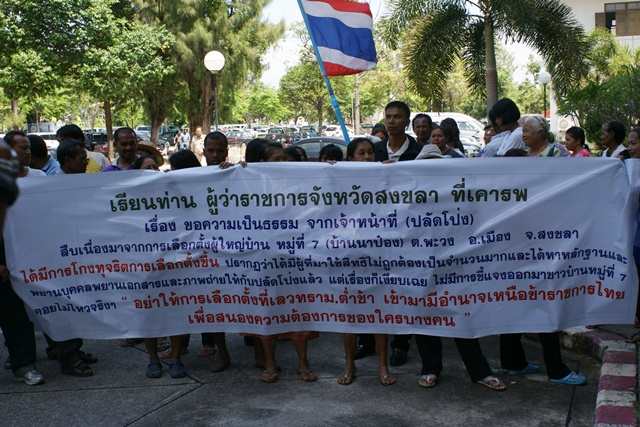 เรียนท่าน ผู้ว่าราชการจังหวัดสงขลา ที่เคารพ
เรื่อง ขอความเป็นธรรม จากเจ้าหน้าที่ (ปลัดโบ่ง)
สืบเนื่องมาจากการเลือกตั้งผู้ใหญ่บ้าน หมู่ที่ 7 (บ้านนาป่อง) ต.พะวง อ.เมือง จ.สงขลา
ได้มีการโกงทุจริตการเลือกตั้งขึ้น ปรากฏว่าได้มีผู้ที่มาใช้สิทธิไม่ถูกต้องเป็นจำนวนมากและได้หาหลักฐานและ
พยานบุคคลพยานเอกสารและภาพถ่ายให้กับปลัดโบ่งแล้ว แต่เรื่องก็เงียบเฉย ไม่มีการชี้แจงออกมาชาวบ้านหมู่ที่ 7
คอยไม่ไหวจริงๆ " อย่าให้การเลือกตั้งที่เลวทราม,ต่ำช้า เข้ามามีอำนาจเหนือข้าราชการไทย
เพื่อสนองความต้องการของใครบางคน "